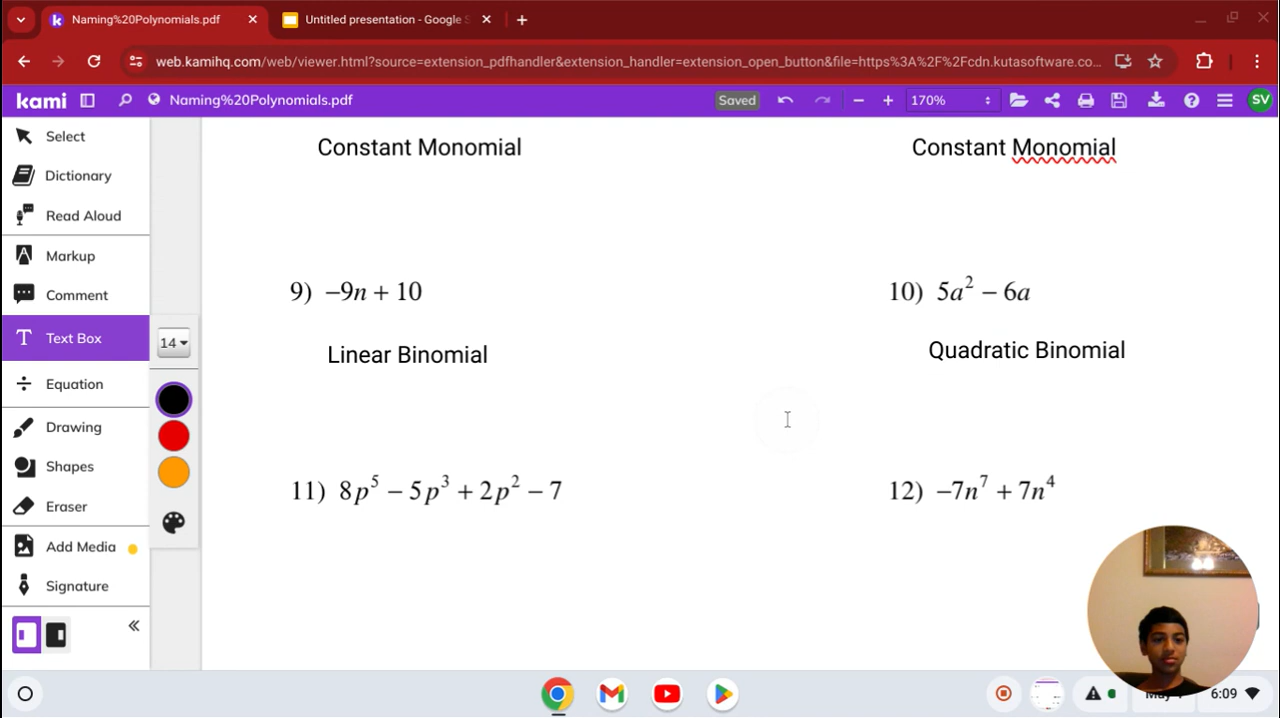 Naming%20Polynomials.pdf
Untitled presentation - Google S
web.kamihq.com/web/viewer.html?source=extension_pdfhandler&extension_handler=extension_open_button&file=https%3A%2F%2Fcdn.kutasoftware.co...
kami Naming%20Polynomials.pdf Saved 170% SV
Select
Dictionary
Read Aloud
Markup
Comment
Text Box
Equation
Drawing
Shapes
Eraser
Add Media
Signature
14
Constant Monomial Constant Monomial
9) −9n + 10 10) 5a² − 6a
Linear Binomial Quadratic Binomial
11) 8p⁵ − 5p³ + 2p² − 7 12) −7n⁷ + 7n⁴
6:09